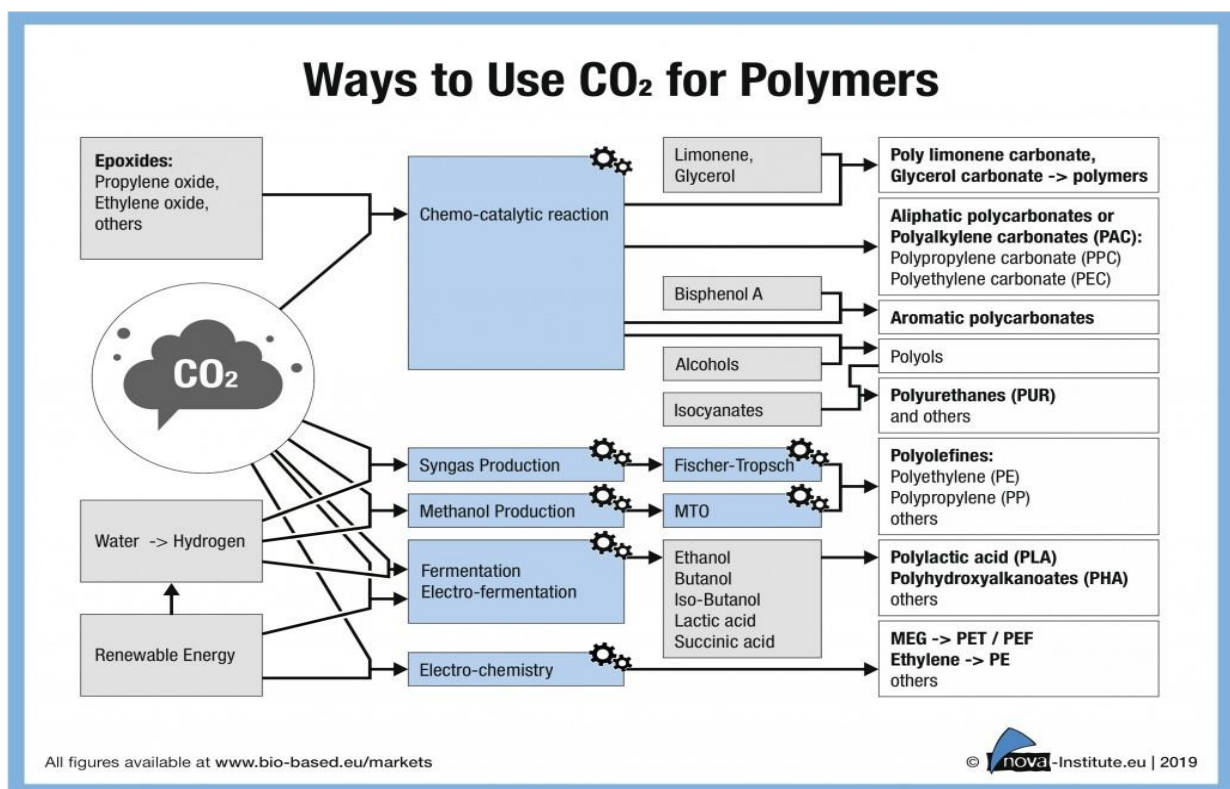 Ways to Use CO₂ for Polymers
Epoxides:
Propylene oxide,
Ethylene oxide,
others
CO₂
Water -> Hydrogen
Renewable Energy
Chemo-catalytic reaction
Syngas Production
Methanol Production
Fermentation
Electro-fermentation
Electro-chemistry
Limonene,
Glycerol
Bisphenol A
Alcohols
Isocyanates
Fischer-Tropsch
MTO
Ethanol
Butanol
Iso-Butanol
Lactic acid
Succinic acid
Poly limonene carbonate,
Glycerol carbonate -> polymers
Aliphatic polycarbonates or
Polyalkylene carbonates (PAC):
Polypropylene carbonate (PPC)
Polyethylene carbonate (PEC)
Aromatic polycarbonates
Polyols
Polyurethanes (PUR)
and others
Polyolefines:
Polyethylene (PE)
Polypropylene (PP)
others
Polylactic acid (PLA)
Polyhydroxyalkanoates (PHA)
others
MEG -> PET / PEF
Ethylene -> PE
others
All figures available at www.bio-based.eu/markets
© nova-Institute.eu | 2019